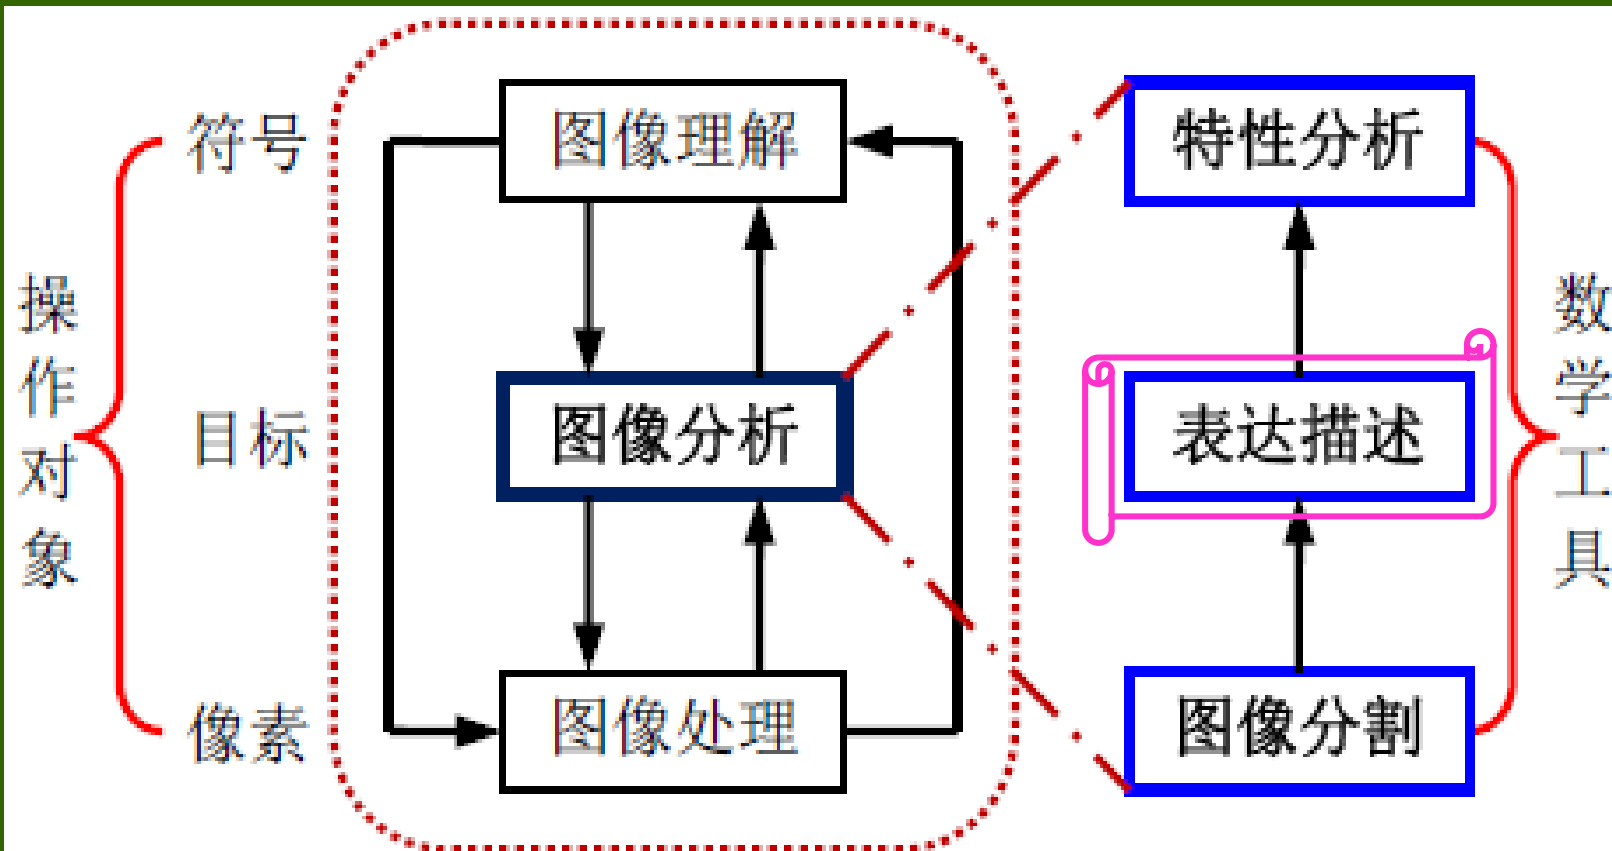 符号
图像理解
特性分析
操作对象
目标
图像分析
表达描述
数学工具
像素
图像处理
图像分割